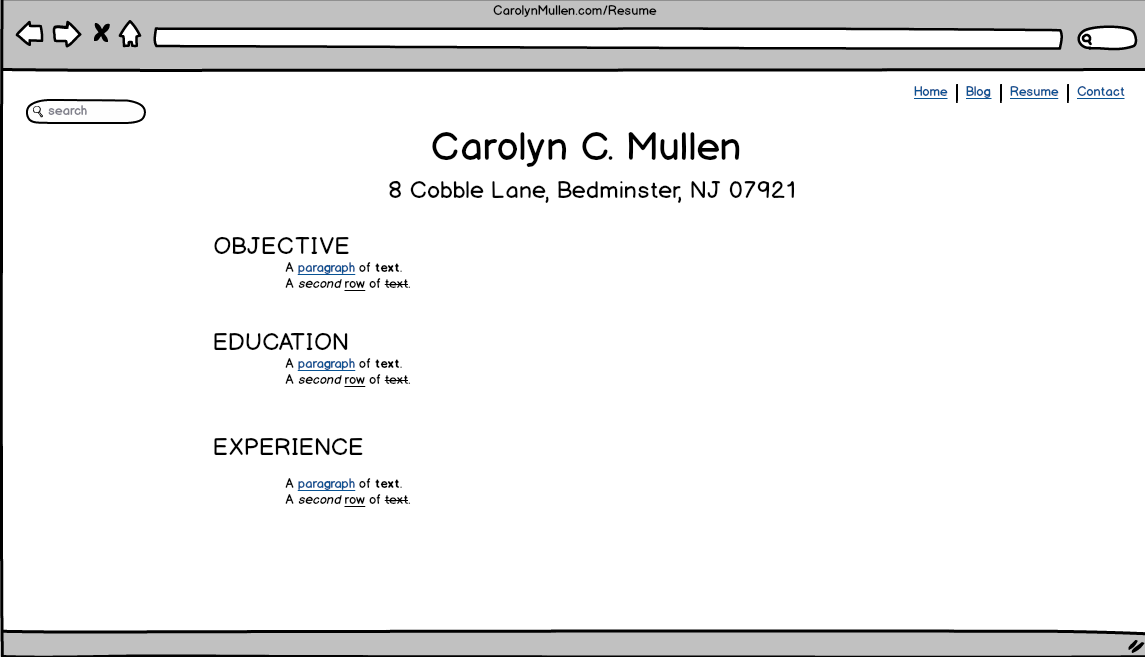 CarolynMullen.com/Resume
Home | Blog | Resume | Contact
search
Carolyn C. Mullen
8 Cobble Lane, Bedminster, NJ 07921
OBJECTIVE
A paragraph of text.
A second row of text.
EDUCATION
A paragraph of text.
A second row of text.
EXPERIENCE
A paragraph of text.
A second row of text.